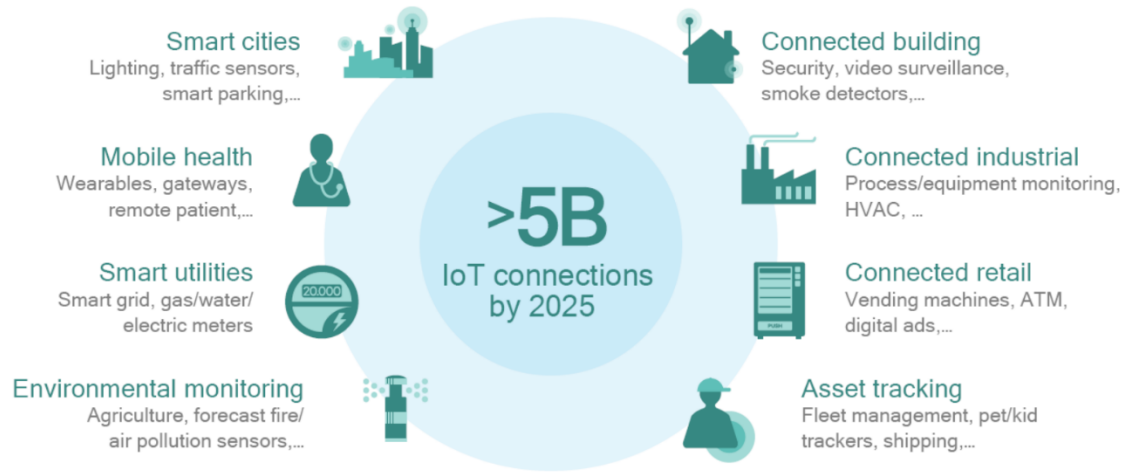 Smart cities
Lighting, traffic sensors,
smart parking,...
Mobile health
Wearables, gateways,
remote patient,...
Smart utilities
Smart grid, gas/water/
electric meters
Environmental monitoring
Agriculture, forecast fire/
air pollution sensors,...
20.000
>5B
IoT connections
by 2025
Connected building
Security, video surveillance,
smoke detectors,...
Connected industrial
Process/equipment monitoring,
HVAC, ...
Connected retail
Vending machines, ATM,
digital ads,...
PUSH
Asset tracking
Fleet management, pet/kid
trackers, shipping,...